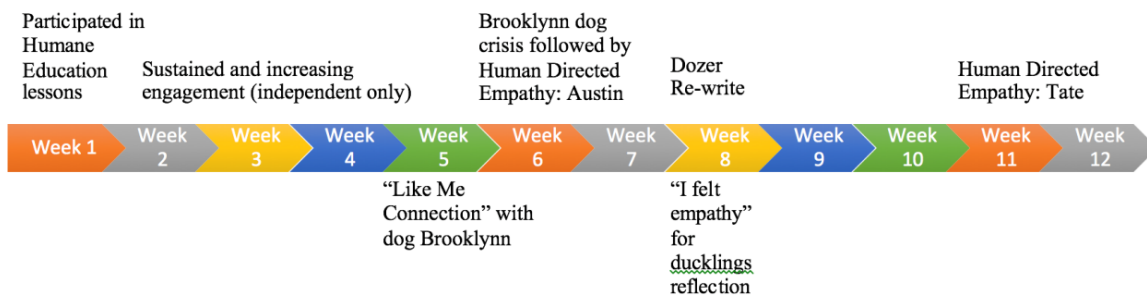 Participated in
Humane
Education
lessons
Sustained and increasing
engagement (independent only)
Brooklynn dog
crisis followed by
Human Directed
Empathy: Austin
Dozer
Re-write
Human Directed
Empathy: Tate
Week 1
Week
2
Week
3
Week
4
Week
5
Week
6
Week
7
Week
8
Week
9
Week
10
Week
11
Week
12
“Like Me
Connection” with
dog Brooklynn
“I felt
empathy”
for
ducklings
reflection